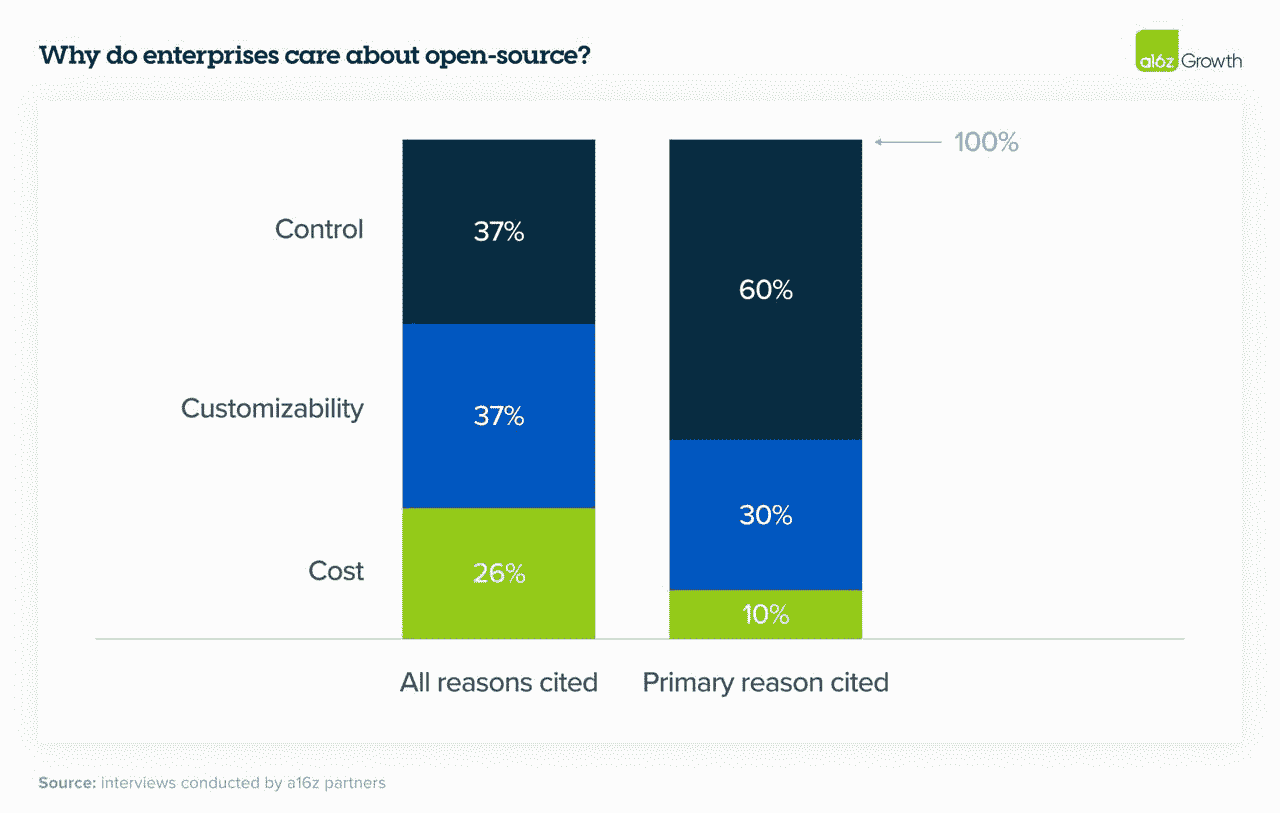 Why do enterprises care about open-source?
a16z Growth
100%
Control
37%
60%
Customizability
37%
30%
Cost
26%
10%
All reasons cited
Primary reason cited
Source: interviews conducted by a16z partners